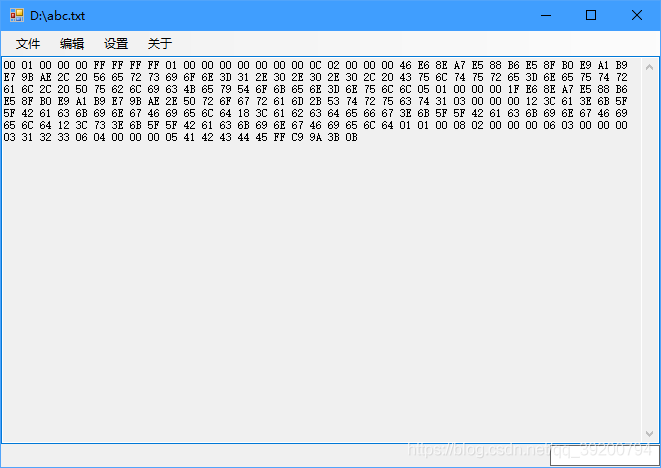 D:\abc.txt
文件 编辑 设置 关于
00 01 00 00 00 FF FF FF FF 01 00 00 00 00 00 00 00 0C 02 00 00 00 46 E6 8E A7 E5 88 B6 E5 8F B0 E9 A1 B9
E7 9B AE 2C 20 56 65 72 73 69 6F 6E 3D 31 2E 30 2E 30 2E 30 2C 20 43 75 6C 74 75 72 65 3D 6E 65 75 74 72
61 6C 2C 20 50 75 62 6C 69 63 4B 65 79 54 6F 6B 65 6E 3D 6E 75 6C 6C 05 01 00 00 00 1F E6 8E A7 E5 88 B6
E5 8F B0 E9 A1 B9 E7 9B AE 2E 50 72 6F 67 72 61 6D 2B 53 74 72 75 63 74 31 03 00 00 00 12 3C 61 3E 6B 5F
5F 42 61 63 6B 69 6E 67 46 69 65 6C 64 18 3C 61 62 63 64 65 66 67 3E 6B 5F 5F 42 61 63 6B 69 6E 67 46 69
65 6C 64 12 3C 73 3E 6B 5F 5F 42 61 63 6B 69 6E 67 46 69 65 6C 64 01 01 00 08 02 00 00 00 06 03 00 00 00
03 31 32 33 06 04 00 00 00 05 41 42 43 44 45 FF C9 9A 3B 0B
https://blog.csdn.net/qq_39200794